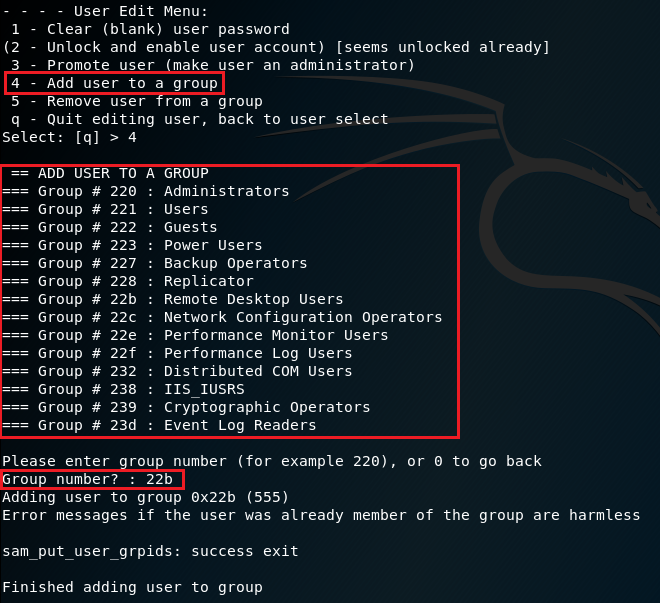 - - - - User Edit Menu:
1 - Clear (blank) user password
(2 - Unlock and enable user account) [seems unlocked already]
3 - Promote user (make user an administrator)
4 - Add user to a group
5 - Remove user from a group
q - Quit editing user, back to user select
Select: [q] > 4
== ADD USER TO A GROUP
=== Group # 220 : Administrators
=== Group # 221 : Users
=== Group # 222 : Guests
=== Group # 223 : Power Users
=== Group # 227 : Backup Operators
=== Group # 228 : Replicator
=== Group # 22b : Remote Desktop Users
=== Group # 22c : Network Configuration Operators
=== Group # 22e : Performance Monitor Users
=== Group # 22f : Performance Log Users
=== Group # 232 : Distributed COM Users
=== Group # 238 : IIS_IUSRS
=== Group # 239 : Cryptographic Operators
=== Group # 23d : Event Log Readers
Please enter group number (for example 220), or 0 to go back
Group number? : 22b
Adding user to group 0x22b (555)
Error messages if the user was already member of the group are harmless
sam_put_user_grpids: success exit
Finished adding user to group